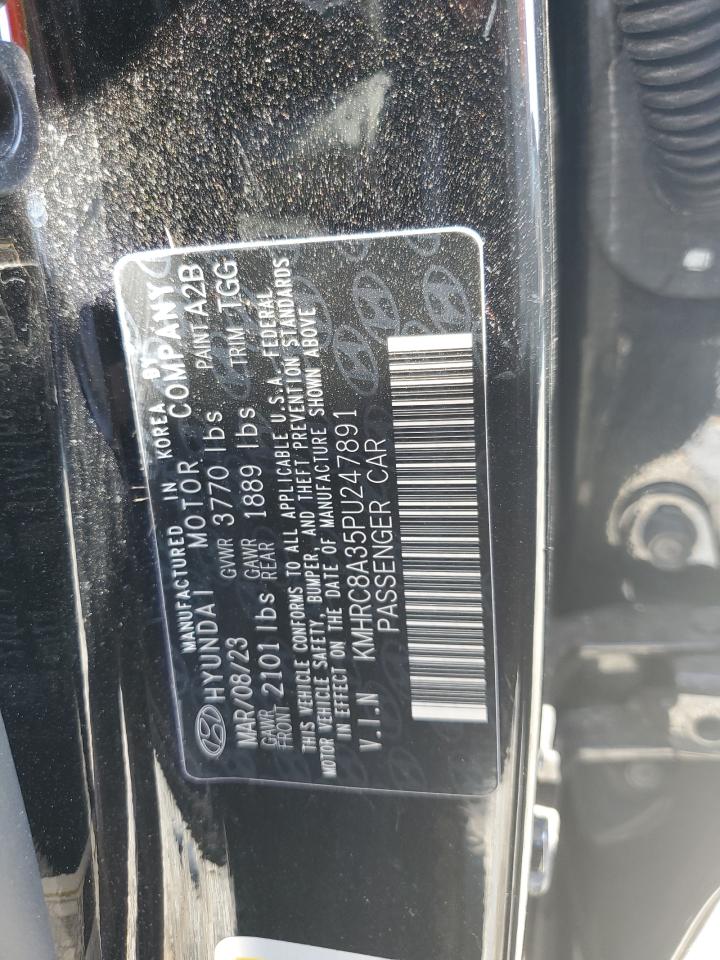 MANUFACTURED IN KOREA BY
HYUNDAI MOTOR COMPANY
MAR/08/23 GVWR 3770 lbs PAINT A2B
GAWR FRONT 2101 lbs GAWR REAR 1889 lbs TRIM TGG
THIS VEHICLE CONFORMS TO ALL APPLICABLE U.S.A. FEDERAL
MOTOR VEHICLE SAFETY, BUMPER, AND THEFT PREVENTION STANDARDS
IN EFFECT ON THE DATE OF MANUFACTURE SHOWN ABOVE
V.I.N KMHRC8A35PU247891
PASSENGER CAR